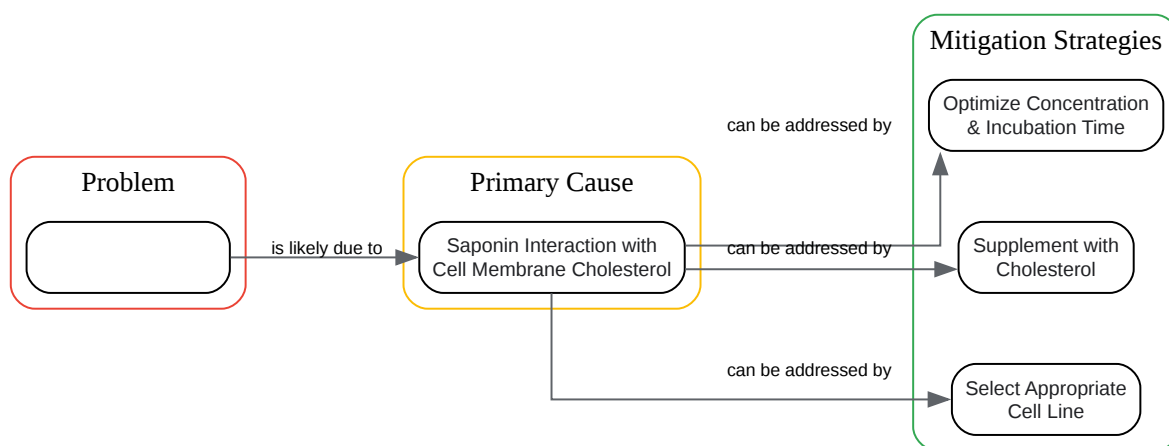 Problem
is likely due to
Primary Cause
Saponin Interaction with
Cell Membrane Cholesterol
can be addressed by
can be addressed by
can be addressed by
Mitigation Strategies
Optimize Concentration
& Incubation Time
Supplement with
Cholesterol
Select Appropriate
Cell Line